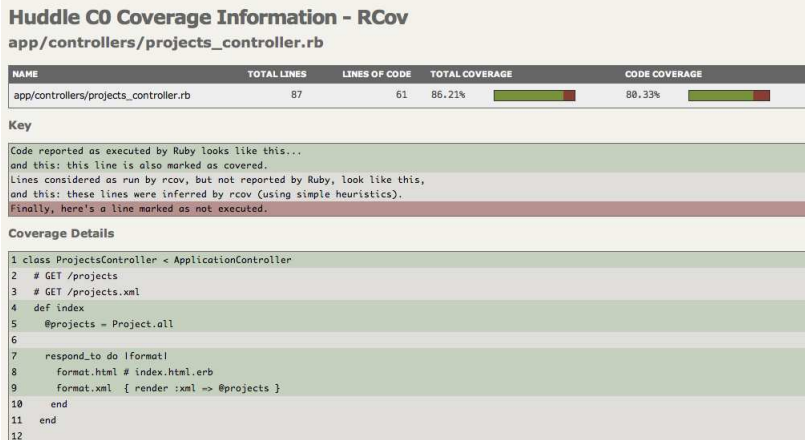 Huddle C0 Coverage Information - RCov
app/controllers/projects_controller.rb
NAME TOTAL LINES LINES OF CODE TOTAL COVERAGE CODE COVERAGE
app/controllers/projects_controller.rb 87 61 86.21% 80.33%
Key
Code reported as executed by Ruby looks like this...
and this: this line is also marked as covered.
Lines considered as run by rcov, but not reported by Ruby, look like this,
and this: these lines were inferred by rcov (using simple heuristics).
Finally, here's a line marked as not executed.
Coverage Details
1 class ProjectsController < ApplicationController
2 # GET /projects
3 # GET /projects.xml
4 def index
5 @projects = Project.all
6
7 respond_to do |format|
8 format.html # index.html.erb
9 format.xml { render :xml => @projects }
10 end
11 end
12